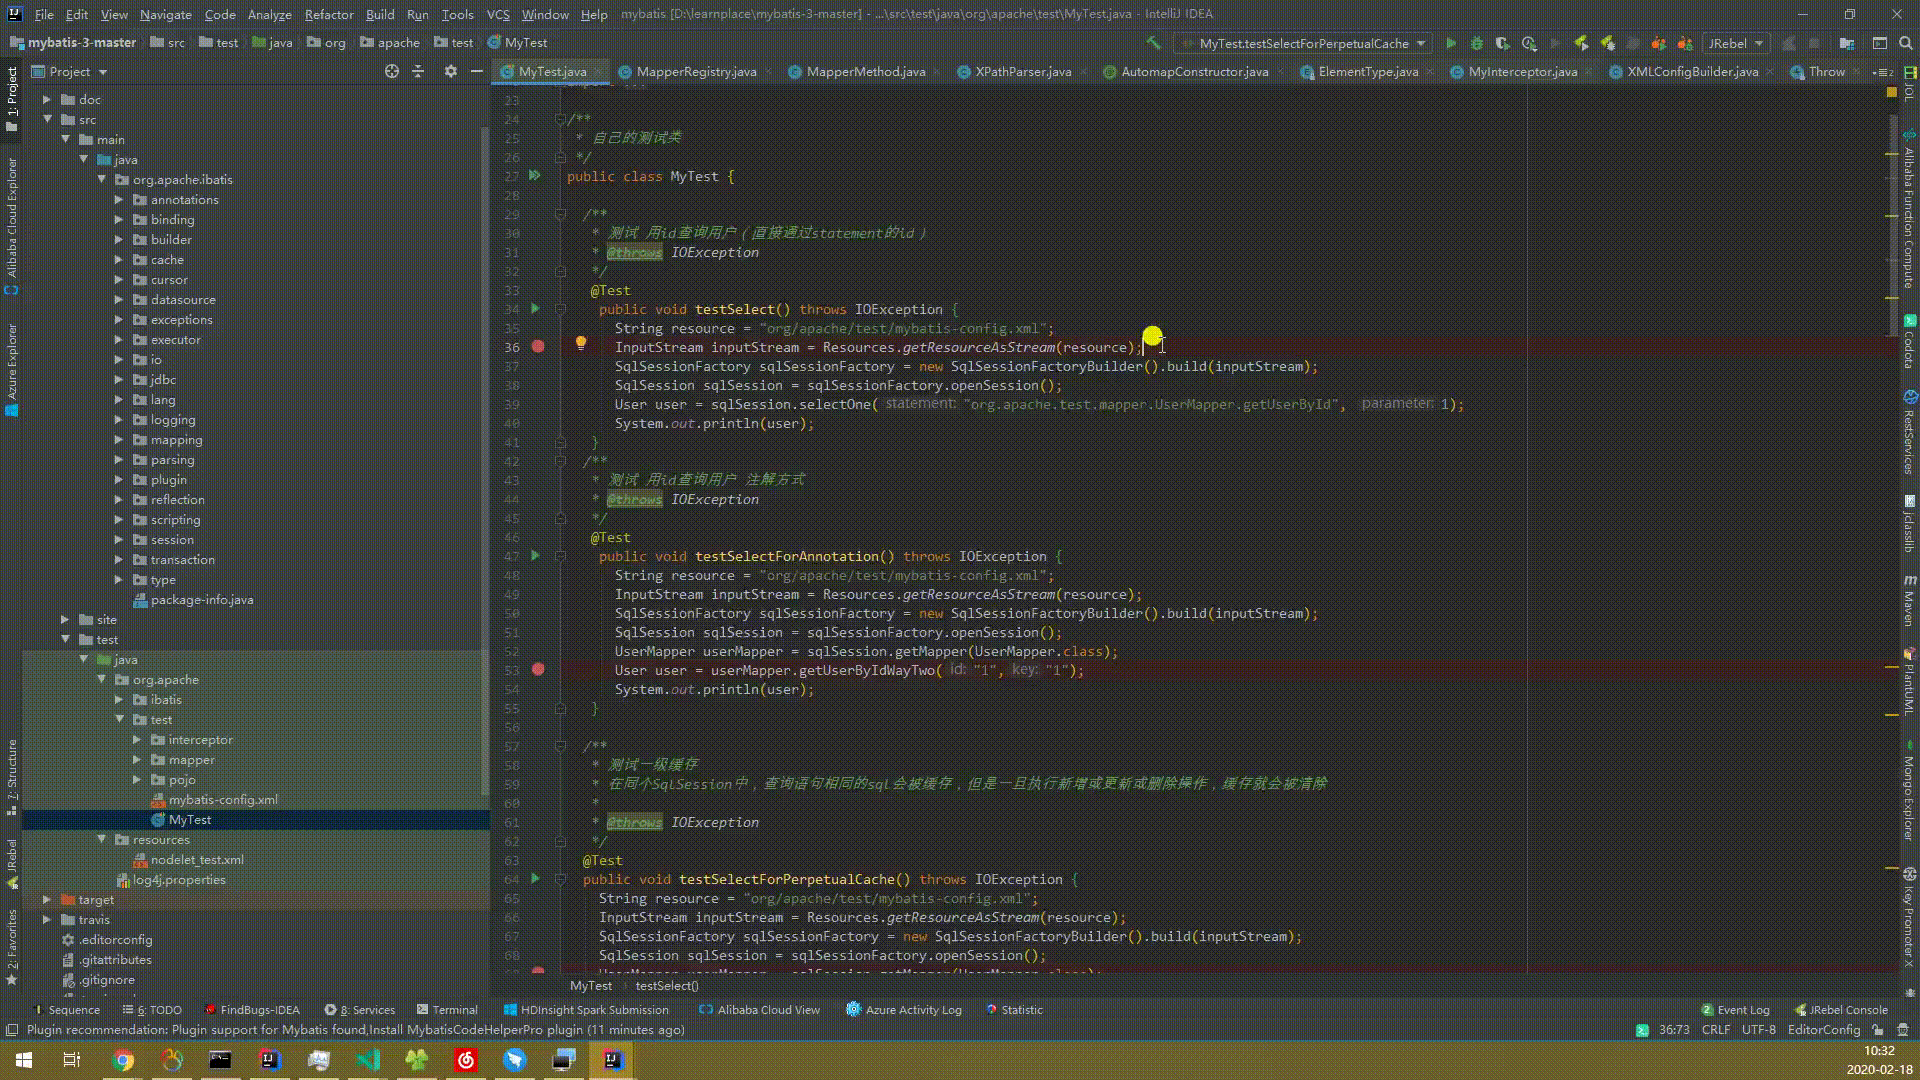 File Edit View Navigate Code Analyze Refactor Build Run Tools VCS Window Help mybatis [D:\learnplace\mybatis-3-master] - ...\src\test\java\org\apache\test\MyTest.java - IntelliJ IDEA
mybatis-3-master src test java org apache test MyTest MyTest.testSelectForPerpetualCache JRebel
Project MyTest.java MapperRegistry.java MapperMethod.java XPathParser.java AutomapConstructor.java ElementType.java MyInterceptor.java XMLConfigBuilder.java Throw
1: Project
Alibaba Cloud Explorer
Azure Explorer
7: Structure
JRebel
2: Favorites
doc
src
main
java
org.apache.ibatis
annotations
binding
builder
cache
cursor
datasource
exceptions
executor
io
jdbc
lang
logging
mapping
parsing
plugin
reflection
scripting
session
transaction
type
package-info.java
site
test
java
org.apache
ibatis
test
interceptor
mapper
pojo
mybatis-config.xml
MyTest
resources
nodelet_test.xml
log4j.properties
target
travis
.editorconfig
.gitattributes
.gitignore
23
24 /**
25 * 自己的测试类
26 */
27 public class MyTest {
28
29 /**
30 * 测试 用id查询用户（直接通过statement的id）
31 * @throws IOException
32 */
33 @Test
34 public void testSelect() throws IOException {
35 String resource = "org/apache/test/mybatis-config.xml";
36 InputStream inputStream = Resources.getResourceAsStream(resource);
37 SqlSessionFactory sqlSessionFactory = new SqlSessionFactoryBuilder().build(inputStream);
38 SqlSession sqlSession = sqlSessionFactory.openSession();
39 User user = sqlSession.selectOne( statement: "org.apache.test.mapper.UserMapper.getUserById", parameter: 1);
40 System.out.println(user);
41 }
42 /**
43 * 测试 用id查询用户 注解方式
44 * @throws IOException
45 */
46 @Test
47 public void testSelectForAnnotation() throws IOException {
48 String resource = "org/apache/test/mybatis-config.xml";
49 InputStream inputStream = Resources.getResourceAsStream(resource);
50 SqlSessionFactory sqlSessionFactory = new SqlSessionFactoryBuilder().build(inputStream);
51 SqlSession sqlSession = sqlSessionFactory.openSession();
52 UserMapper userMapper = sqlSession.getMapper(UserMapper.class);
53 User user = userMapper.getUserByIdWayTwo( id: "1", key: "1");
54 System.out.println(user);
55 }
56
57 /**
58 * 测试一级缓存
59 * 在同个SqlSession中，查询语句相同的sql会被缓存，但是一旦执行新增或更新或删除操作，缓存就会被清除
60 *
61 * @throws IOException
62 */
63 @Test
64 public void testSelectForPerpetualCache() throws IOException {
65 String resource = "org/apache/test/mybatis-config.xml";
66 InputStream inputStream = Resources.getResourceAsStream(resource);
67 SqlSessionFactory sqlSessionFactory = new SqlSessionFactoryBuilder().build(inputStream);
68 SqlSession sqlSession = sqlSessionFactory.openSession();
MyTest testSelect()
JOL
Alibaba Function Compute
Codota
RestServices
jclasslib
Maven
PlantUML
Mongo Explorer
Key Promoter X
Sequence 6: TODO FindBugs-IDEA 8: Services Terminal HDInsight Spark Submission Alibaba Cloud View Azure Activity Log Statistic 2 Event Log JRebel Console
Plugin recommendation: Plugin support for Mybatis found,Install MybatisCodeHelperPro plugin (11 minutes ago) 36:73 CRLF UTF-8 EditorConfig
10:32
2020-02-18